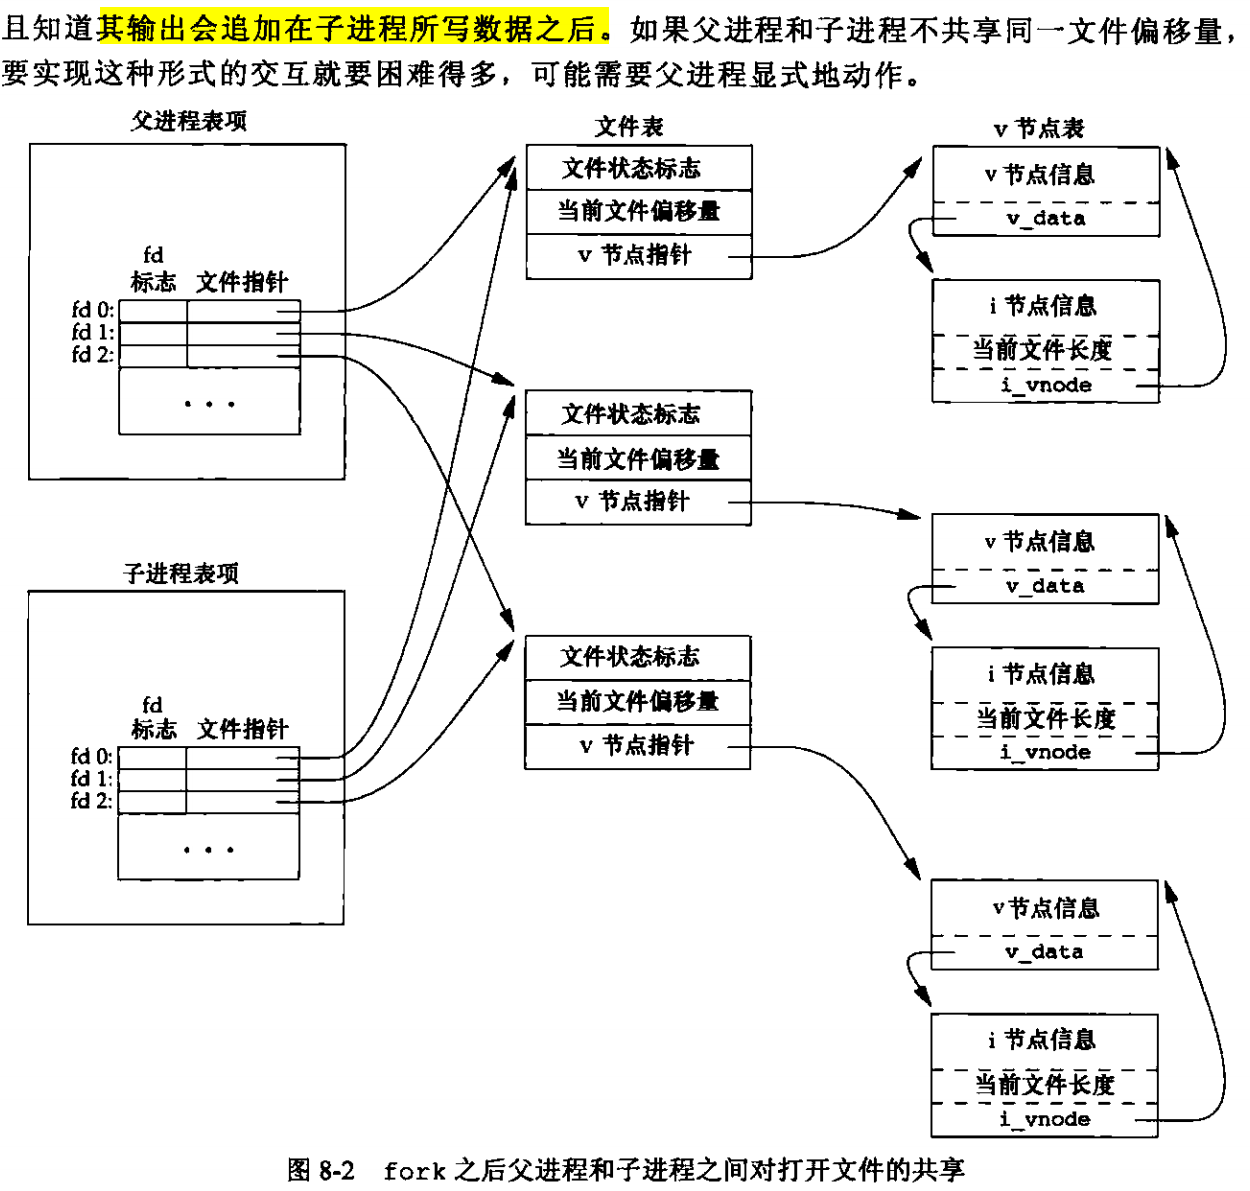 且知道其输出会追加在子进程所写数据之后。如果父进程和子进程不共享同一文件偏移量，
要实现这种形式的交互就要困难得多，可能需要父进程显式地动作。
父进程表项
fd
标志 文件指针
fd 0:
fd 1:
fd 2:
. . .
子进程表项
fd
标志 文件指针
fd 0:
fd 1:
fd 2:
. . .
文件表
文件状态标志
当前文件偏移量
v 节点指针
文件状态标志
当前文件偏移量
v 节点指针
文件状态标志
当前文件偏移量
v 节点指针
v 节点表
v 节点信息
v_data
i 节点信息
当前文件长度
i_vnode
v 节点信息
v_data
i 节点信息
当前文件长度
i_vnode
v 节点信息
v_data
i 节点信息
当前文件长度
i_vnode
图 8-2 fork 之后父进程和子进程之间对打开文件的共享